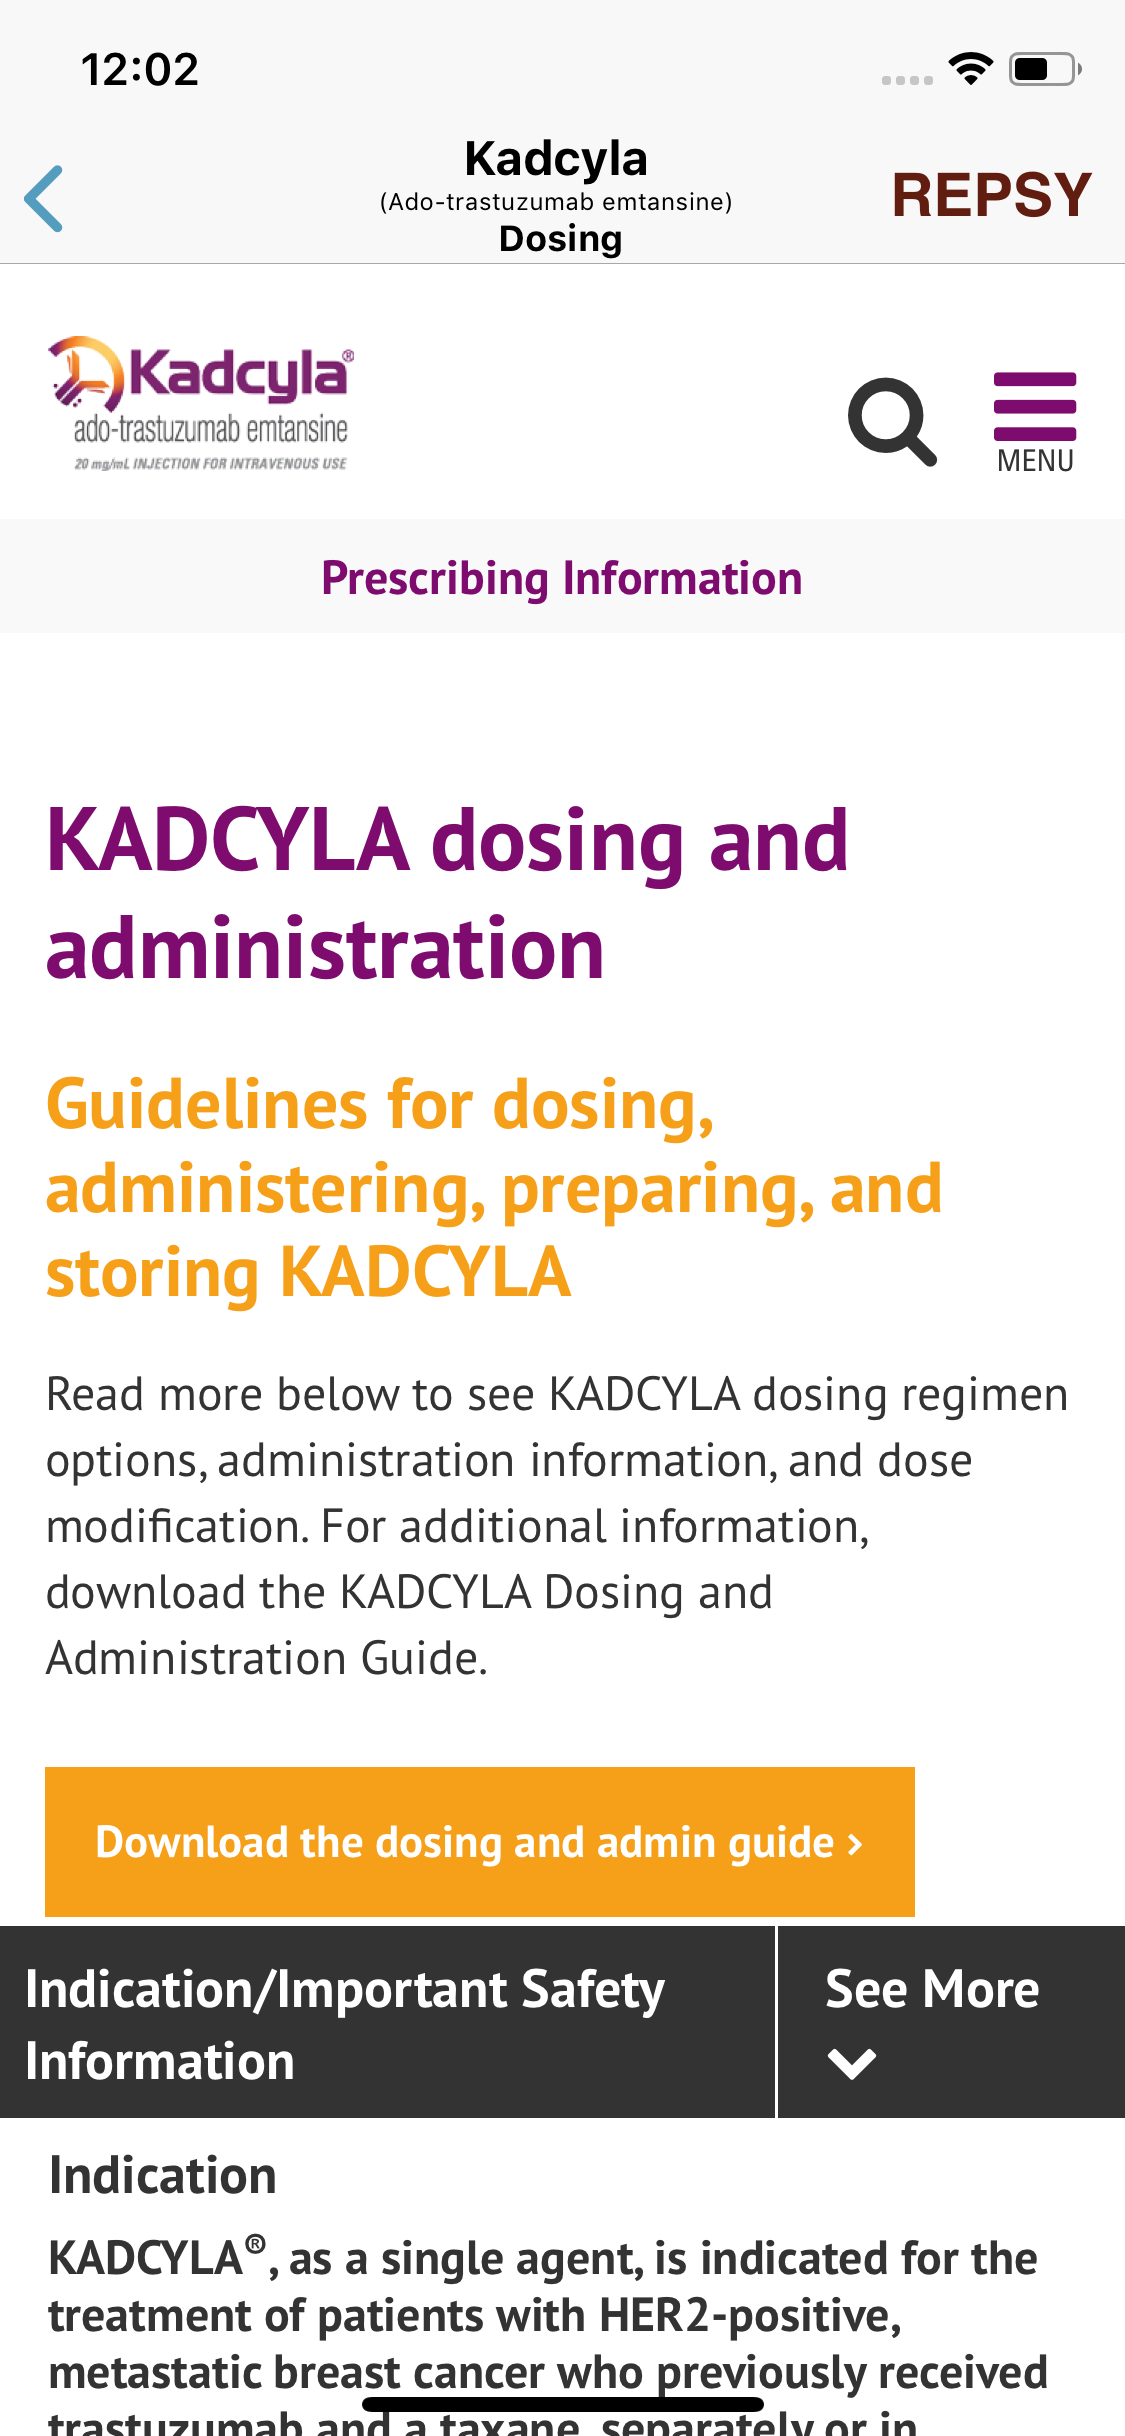 12:02
Kadcyla
(Ado-trastuzumab emtansine)
Dosing
REPSY
Kadcyla®
ado-trastuzumab emtansine
20 mg/mL INJECTION FOR INTRAVENOUS USE
MENU
Prescribing Information
KADCYLA dosing and
administration
Guidelines for dosing,
administering, preparing, and
storing KADCYLA
Read more below to see KADCYLA dosing regimen
options, administration information, and dose
modification. For additional information,
download the KADCYLA Dosing and
Administration Guide.
Download the dosing and admin guide ›
Indication/Important Safety
Information
See More
Indication
KADCYLA®, as a single agent, is indicated for the
treatment of patients with HER2-positive,
metastatic breast cancer who previously received
trastuzumab and a taxane, separately or in